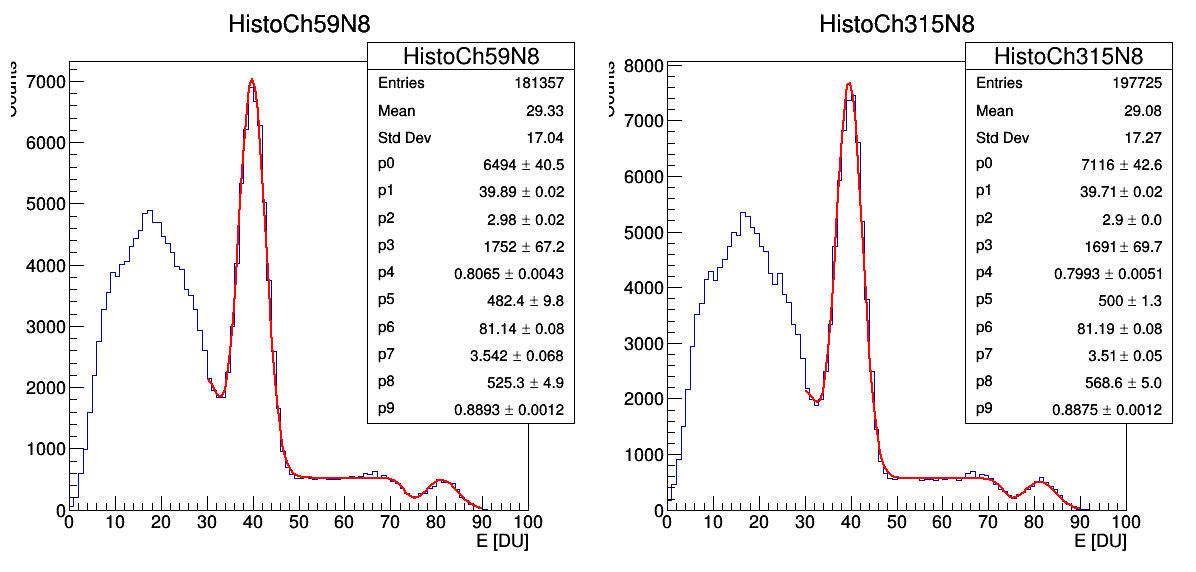 HistoCh59N8
HistoCh59N8
Entries 181357
Mean 29.33
Std Dev 17.04
p0 6494 ± 40.5
p1 39.89 ± 0.02
p2 2.98 ± 0.02
p3 1752 ± 67.2
p4 0.8065 ± 0.0043
p5 482.4 ± 9.8
p6 81.14 ± 0.08
p7 3.542 ± 0.068
p8 525.3 ± 4.9
p9 0.8893 ± 0.0012
7000
6000
5000
4000
3000
2000
1000
0
0 10 20 30 40 50 60 70 80 90 100
E [DU]
HistoCh315N8
HistoCh315N8
Entries 197725
Mean 29.08
Std Dev 17.27
p0 7116 ± 42.6
p1 39.71 ± 0.02
p2 2.9 ± 0.0
p3 1691 ± 69.7
p4 0.7993 ± 0.0051
p5 500 ± 1.3
p6 81.19 ± 0.08
p7 3.51 ± 0.05
p8 568.6 ± 5.0
p9 0.8875 ± 0.0012
8000
7000
6000
5000
4000
3000
2000
1000
0
0 10 20 30 40 50 60 70 80 90 100
E [DU]